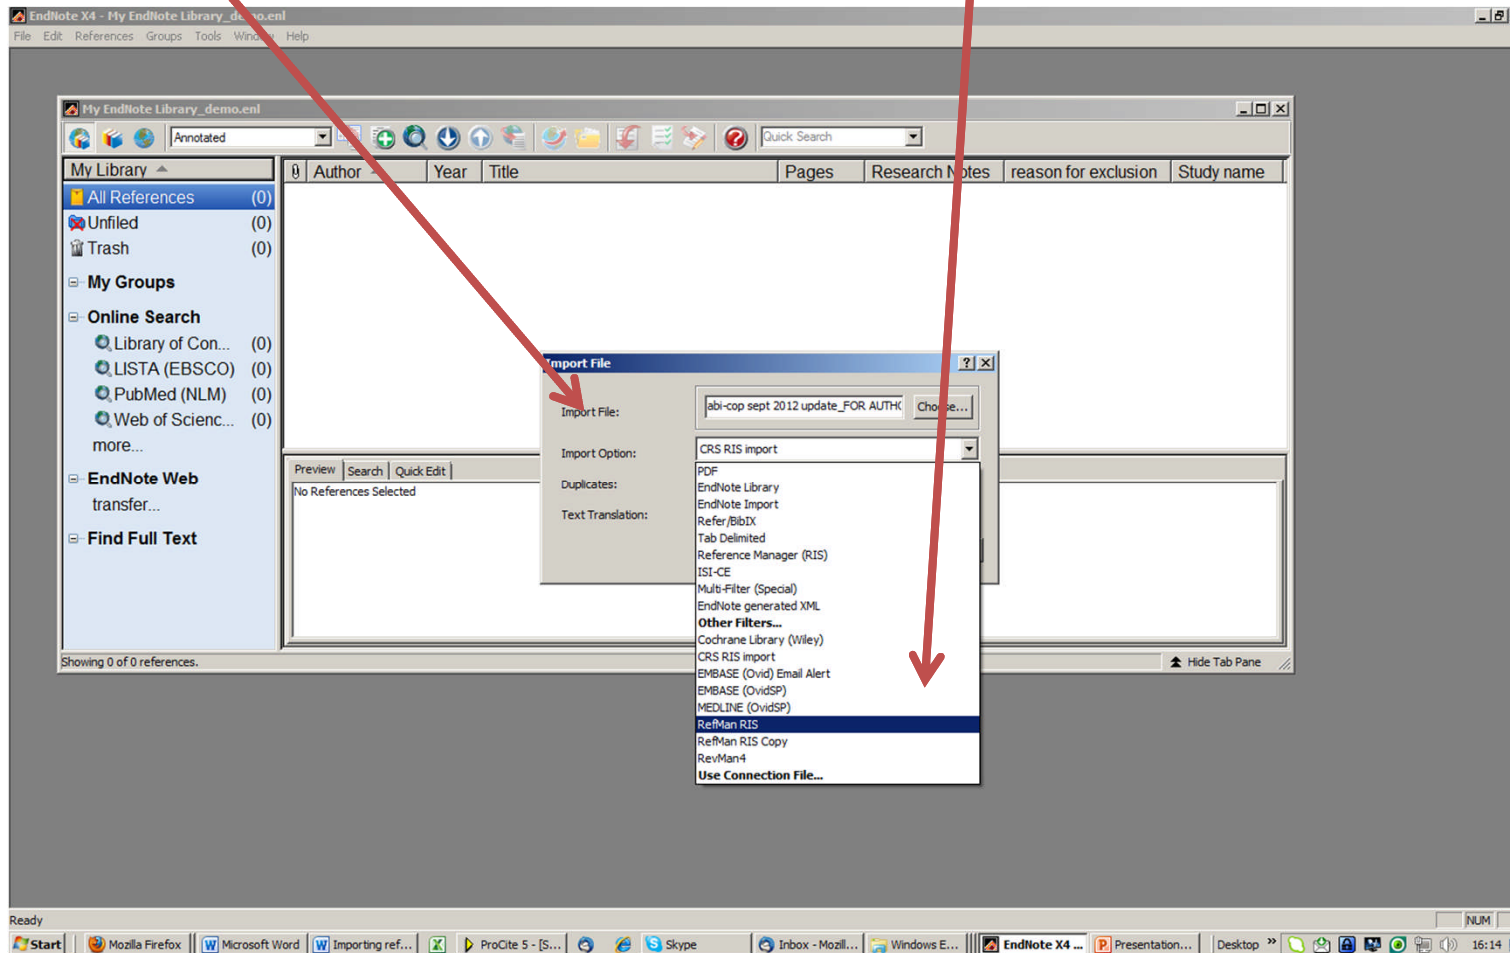 EndNote X4 - My EndNote Library_demo.enl
File Edit References Groups Tools Window Help
My EndNote Library_demo.enl
Annotated
Quick Search
My Library
Author Year Title Pages Research Notes reason for exclusion Study name
All References (0)
Unfiled (0)
Trash (0)
My Groups
Online Search
Library of Con... (0)
LISTA (EBSCO) (0)
PubMed (NLM) (0)
Web of Scienc... (0)
more...
EndNote Web
transfer...
Find Full Text
Preview Search Quick Edit
No References Selected
Import File
Import File: abi-cop sept 2012 update_FOR AUTH( Choose...
Import Option: CRS RIS import
Duplicates:
Text Translation:
PDF
EndNote Library
EndNote Import
Refer/BibIX
Tab Delimited
Reference Manager (RIS)
ISI-CE
Multi-Filter (Special)
EndNote generated XML
Other Filters...
Cochrane Library (Wiley)
CRS RIS import
EMBASE (Ovid) Email Alert
EMBASE (OvidSP)
MEDLINE (OvidSP)
RefMan RIS
RefMan RIS Copy
RevMan4
Use Connection File...
Showing 0 of 0 references.
Hide Tab Pane
Ready
NUM
Start Mozilla Firefox Microsoft Word Importing ref... ProCite 5 - [S... Skype Inbox - Mozill... Windows E... EndNote X4 ... Presentation... Desktop » 16:14